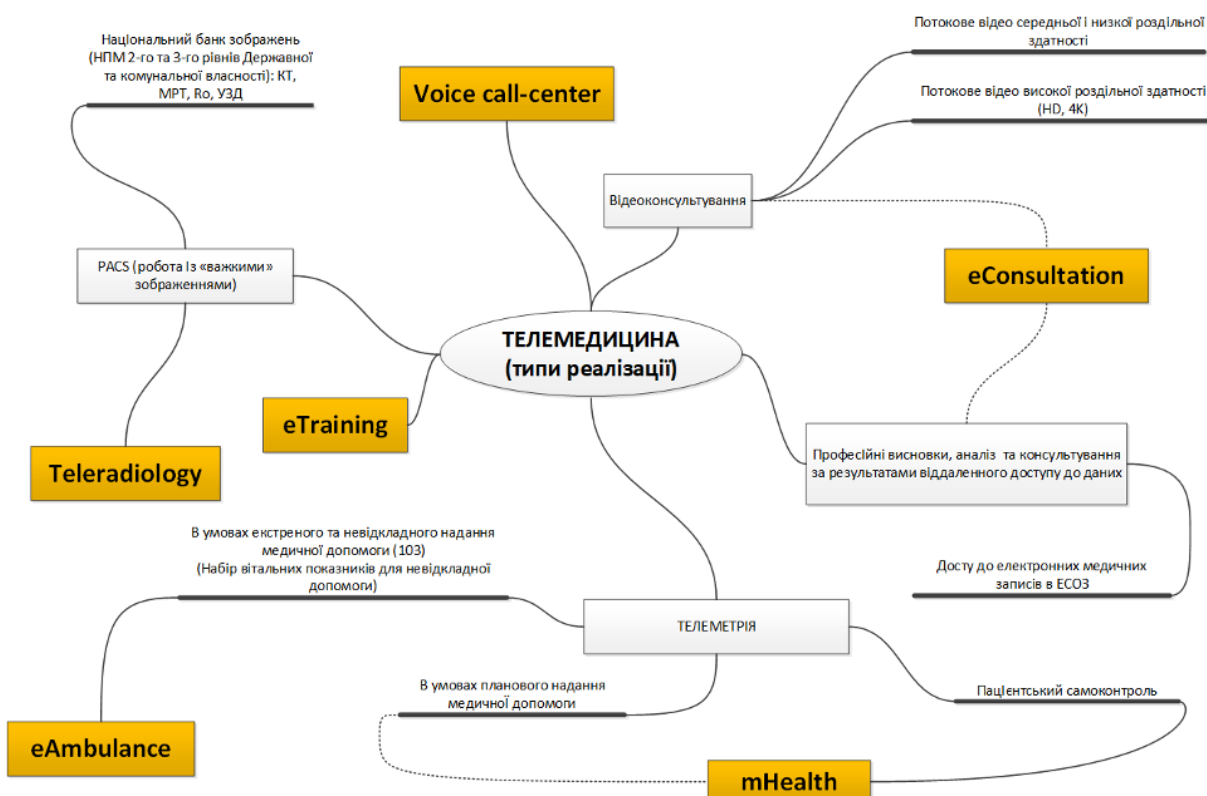 Національний банк зображень
(НПМ 2-го та 3-го рівнів Державної
та комунальної власності): КТ,
МРТ, Ro, УЗД
Voice call-center
Потокове відео середньої і низкої роздільної
здатності
Потокове відео високої роздільної здатності
(HD, 4K)
Відеоконсультування
PACS (робота Із «важкими»
зображеннями)
eConsultation
ТЕЛЕМЕДИЦИНА
(типи реалізації)
eTraining
Teleradiology
ПрофесІйні висновки, аналіз та консультування
за результатами віддаленного доступу до даних
В умовах екстреного та невідкладного надання
медичної допомоги (103)
(Набір вітальних показників для невідкладної
допомоги)
Досту до електронних медичних
записів в ЕСОЗ
ТЕЛЕМЕТРІЯ
В умовах планового надання
медичної допомоги
ПацІентський самоконтроль
eAmbulance
mHealth